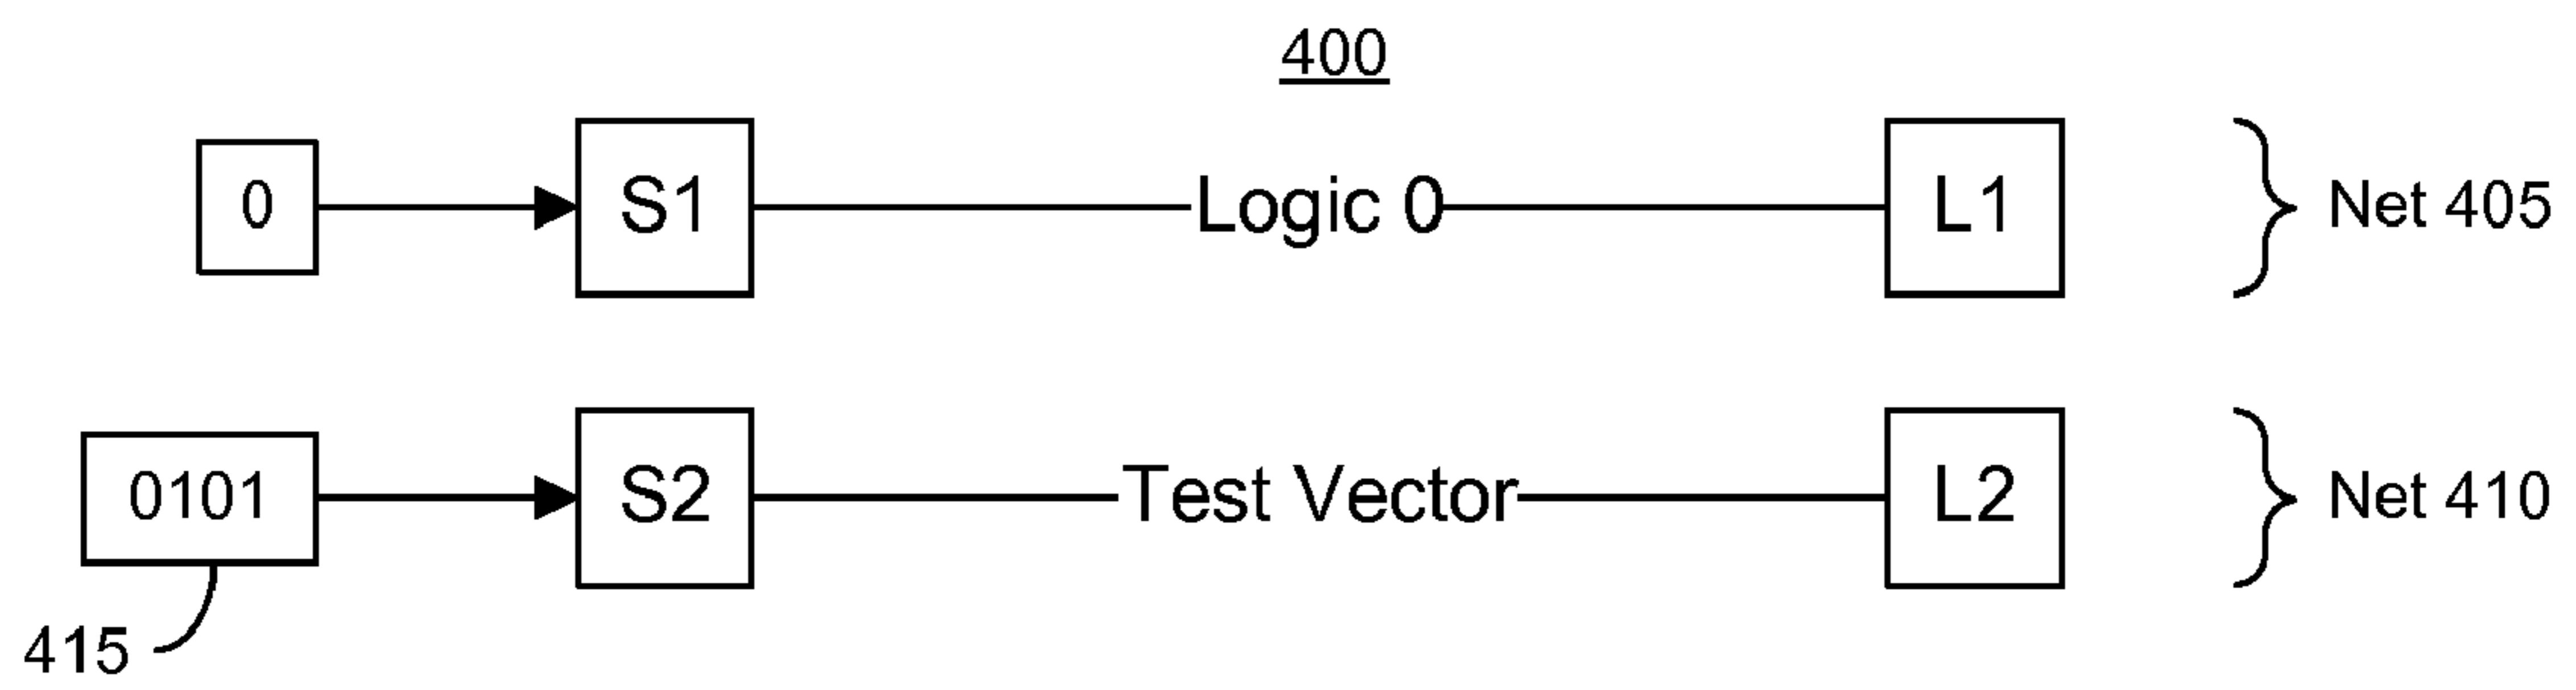 400
0 S1 Logic 0 L1 Net 405
0101 S2 Test Vector L2 Net 410
415